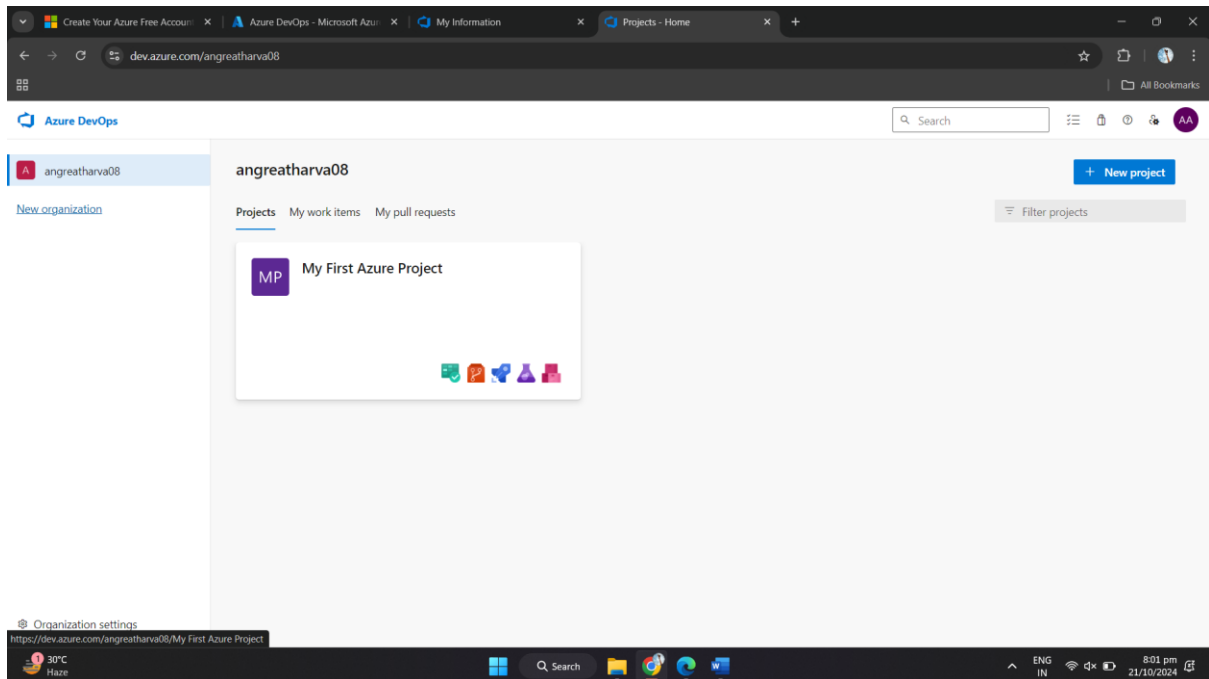 Create Your Azure Free Accoun
Azure DevOps - Microsoft Azur
My Information
Projects - Home
dev.azure.com/angreatharva08
All Bookmarks
Azure DevOps
Search
AA
A angreatharva08
angreatharva08
New project
New organization
Projects My work items My pull requests
Filter projects
MP
My First Azure Project
Organization settings
https://dev.azure.com/angreatharva08/My First Azure Project
1
30°C
Haze
Search
ENG
IN
8:01 pm
21/10/2024